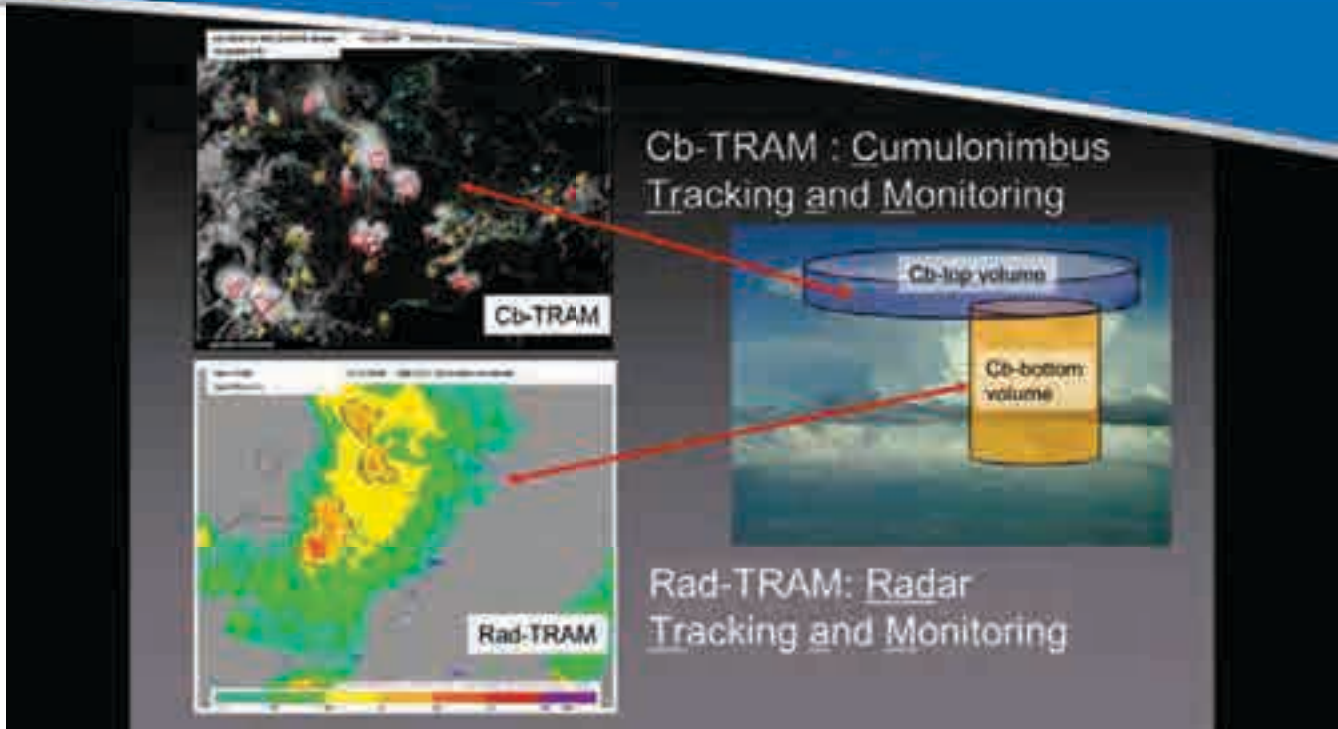 Cb-TRAM : Cumulonimbus
Tracking and Monitoring
Cb-TRAM
Cb-top volume
Cb-bottom
volume
Rad-TRAM
Rad-TRAM: Radar
Tracking and Monitoring